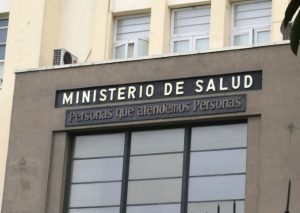 MINISTERIO DE SALUD
Personas que atendemos Personas